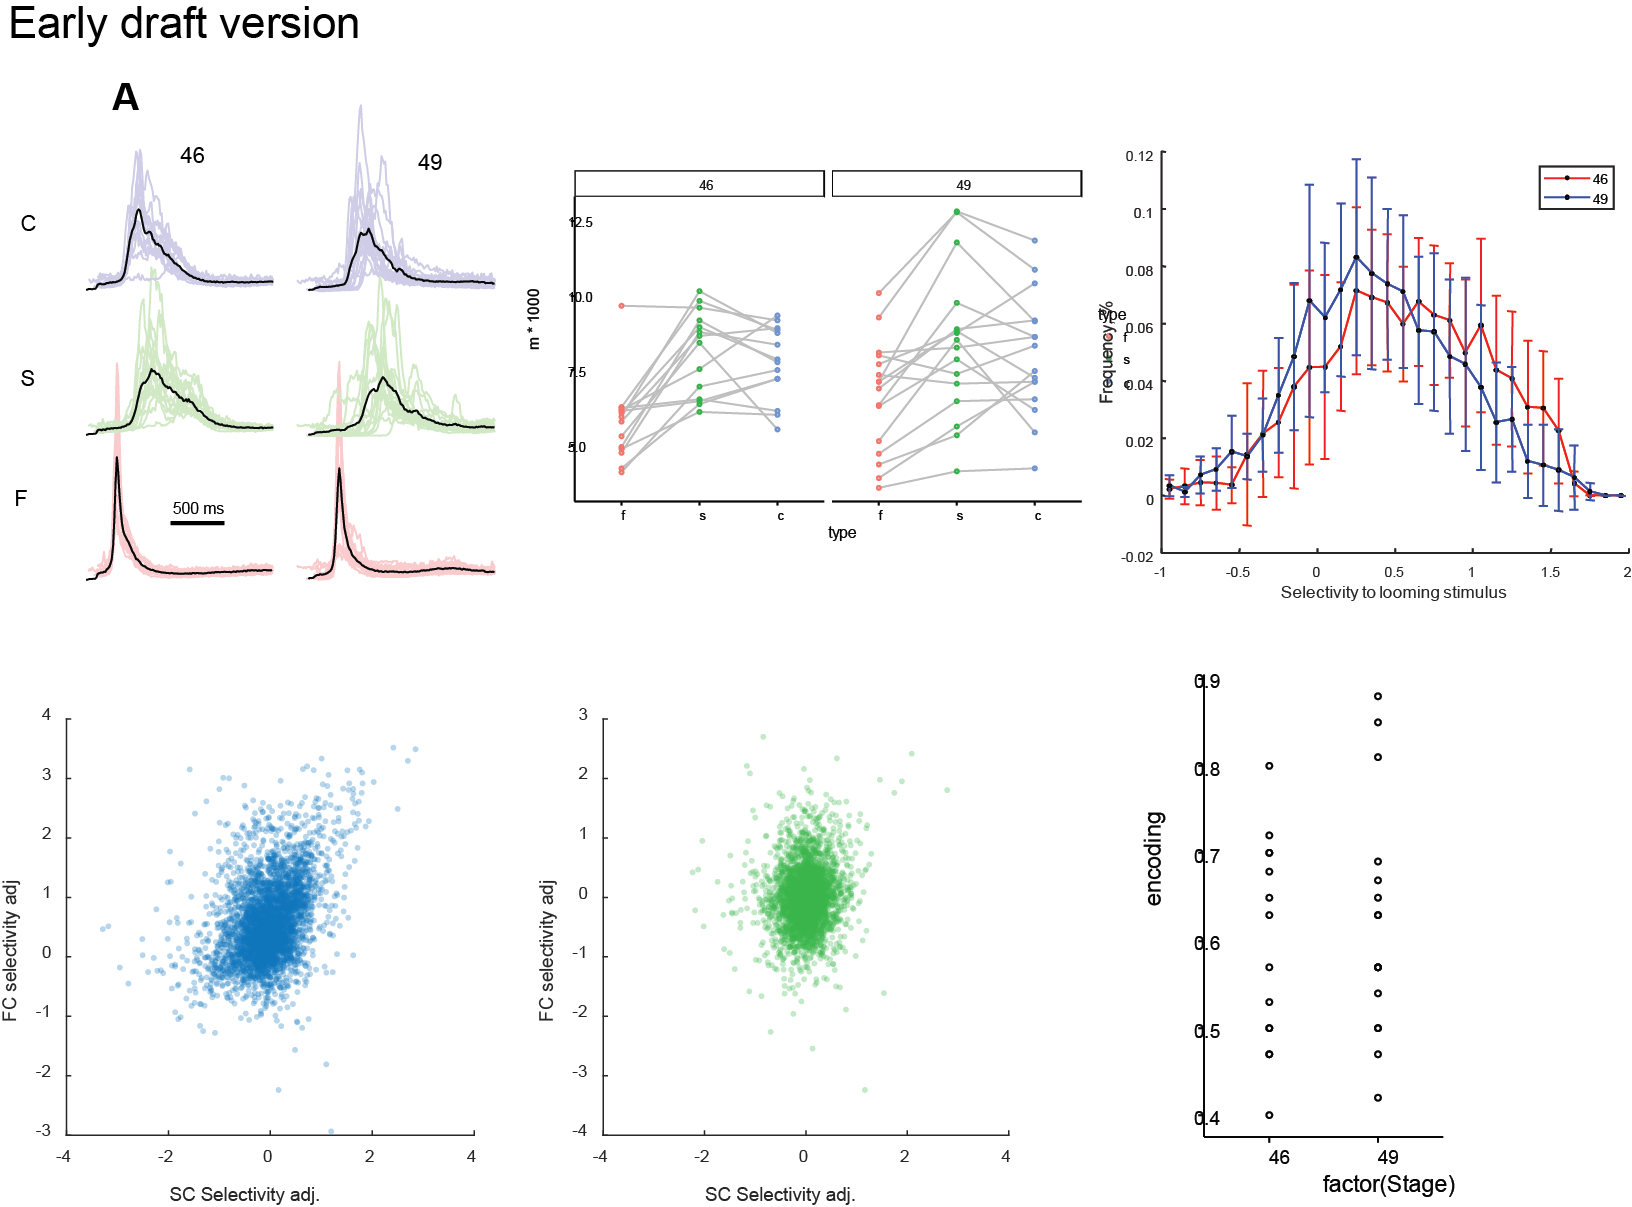 Early draft version
A
46
49
C
S
F
500 ms
46
49
12.5
10.0
7.5
5.0
m * 1000
f
s
c
f
s
c
type
type
f
s
c
0.12
0.1
0.08
0.06
0.04
0.02
0
-0.02
Frequency, %
46
49
-1
-0.5
0
0.5
1
1.5
2
Selectivity to looming stimulus
4
3
2
1
0
-1
-2
-3
FC selectivity adj
-4
-2
0
2
4
SC Selectivity adj.
3
2
1
0
-1
-2
-3
-4
FC selectivity adj
-4
-2
0
2
4
SC Selectivity adj.
0.9
0.8
0.7
0.6
0.5
0.4
encoding
46
49
factor(Stage)